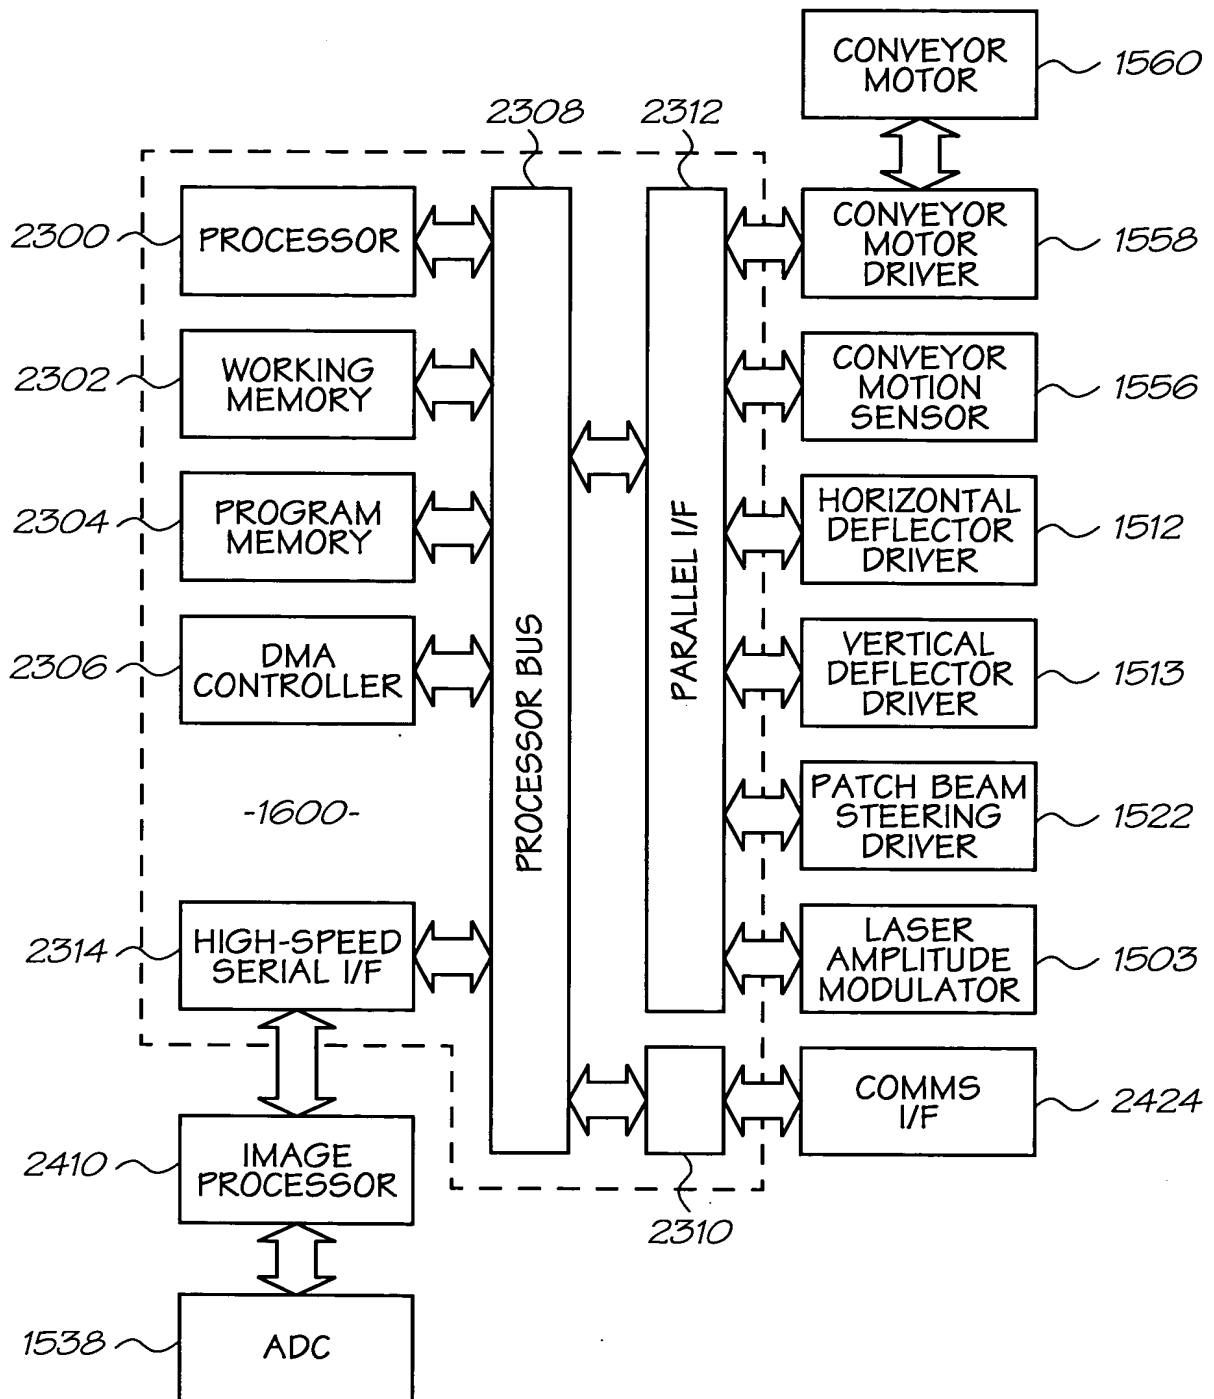 CONVEYOR
MOTOR
1560
2308
2312
2300
PROCESSOR
CONVEYOR
MOTOR
DRIVER
1558
2302
WORKING
MEMORY
CONVEYOR
MOTION
SENSOR
1556
2304
PROGRAM
MEMORY
HORIZONTAL
DEFLECTOR
DRIVER
1512
2306
DMA
CONTROLLER
PROCESSOR BUS
PARALLEL I/F
VERTICAL
DEFLECTOR
DRIVER
1513
-1600-
PATCH BEAM
STEERING
DRIVER
1522
2314
HIGH-SPEED
SERIAL I/F
LASER
AMPLITUDE
MODULATOR
1503
COMMS
I/F
2424
2410
IMAGE
PROCESSOR
2310
1538
ADC